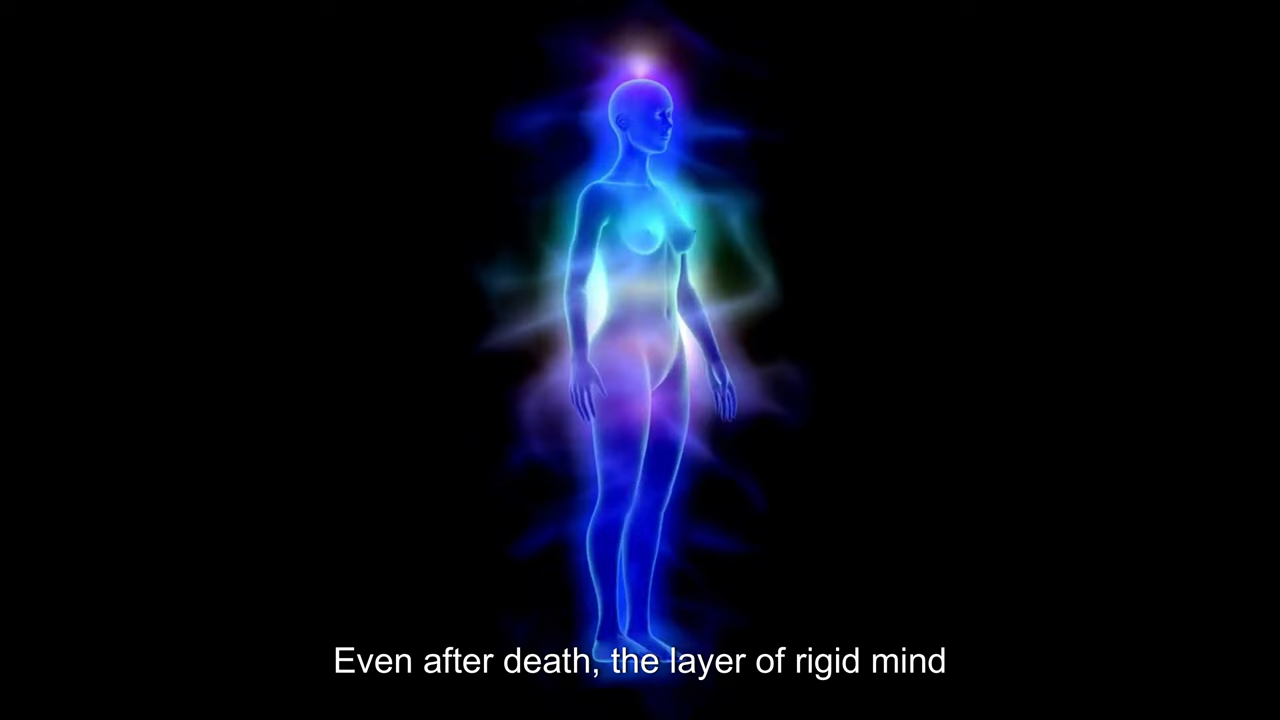 Even after death, the layer of rigid mind